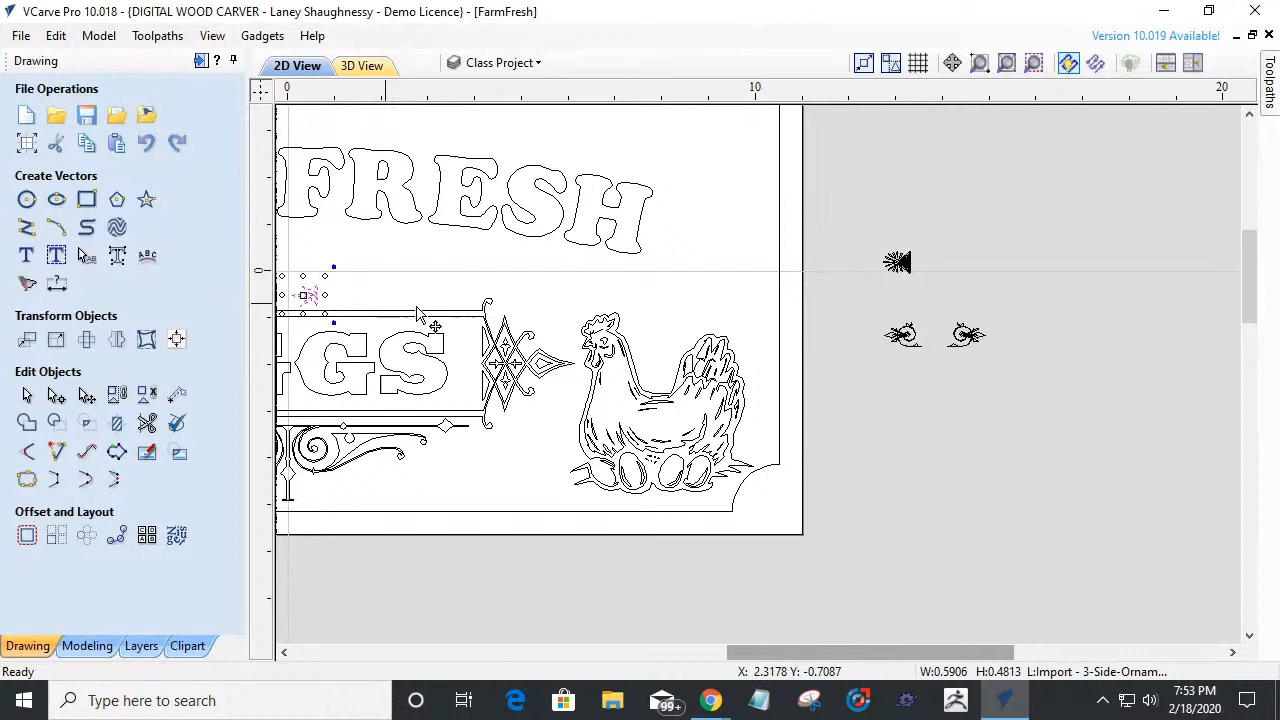 VCarve Pro 10.018 - {DIGITAL WOOD CARVER - Laney Shaughnessy - Demo Licence} - [FarmFresh]
File Edit Model Toolpaths View Gadgets Help
Version 10.019 Available!
Drawing
2D View
3D View
Class Project
Toolpaths
File Operations
0
10
20
Create Vectors
FRESH
0
Transform Objects
GS
Edit Objects
Offset and Layout
Drawing
Modeling
Layers
Clipart
Ready
X: 2.3178 Y: -0.7087
W:0.5906 H:0.4813 L:Import - 3-Side-Ornam...
Type here to search
99+
7:53 PM
2/18/2020